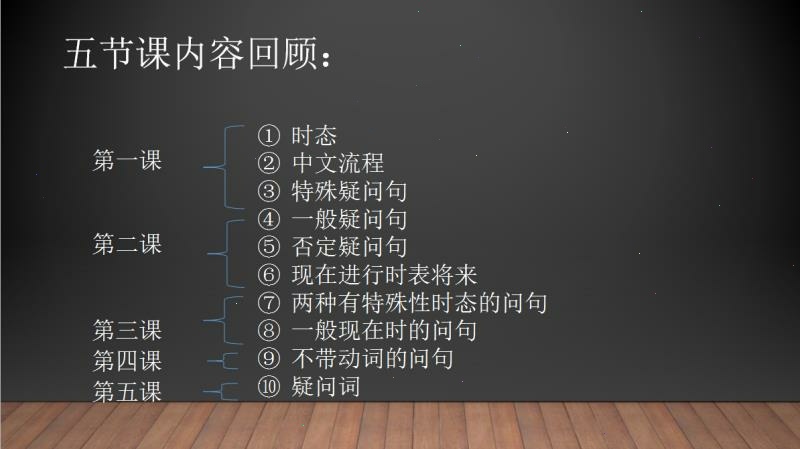 五节课内容回顾：
第一课
① 时态
② 中文流程
③ 特殊疑问句
第二课
④ 一般疑问句
⑤ 否定疑问句
⑥ 现在进行时表将来
第三课
⑦ 两种有特殊性时态的问句
⑧ 一般现在时的问句
第四课
⑨ 不带动词的问句
第五课
⑩ 疑问词